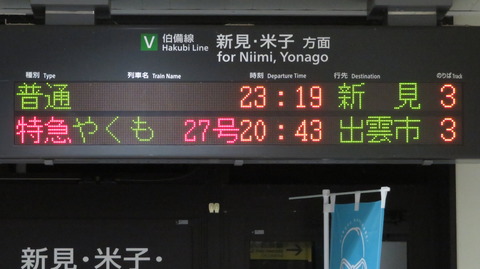 V 伯備線 Hakubi Line 新見・米子 方面
for Niimi, Yonago
種別 Type 列車名 Train Name 時刻 Departure Time 行先 Destination のりば Track
普通 23:19 新見 3
特急 やくも 27号 20:43 出雲市 3
新見・米子・